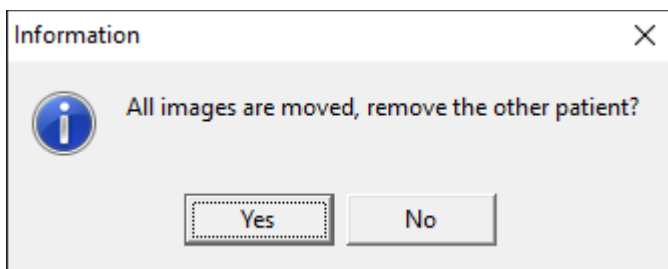 Information
All images are moved, remove the other patient?
Yes
No